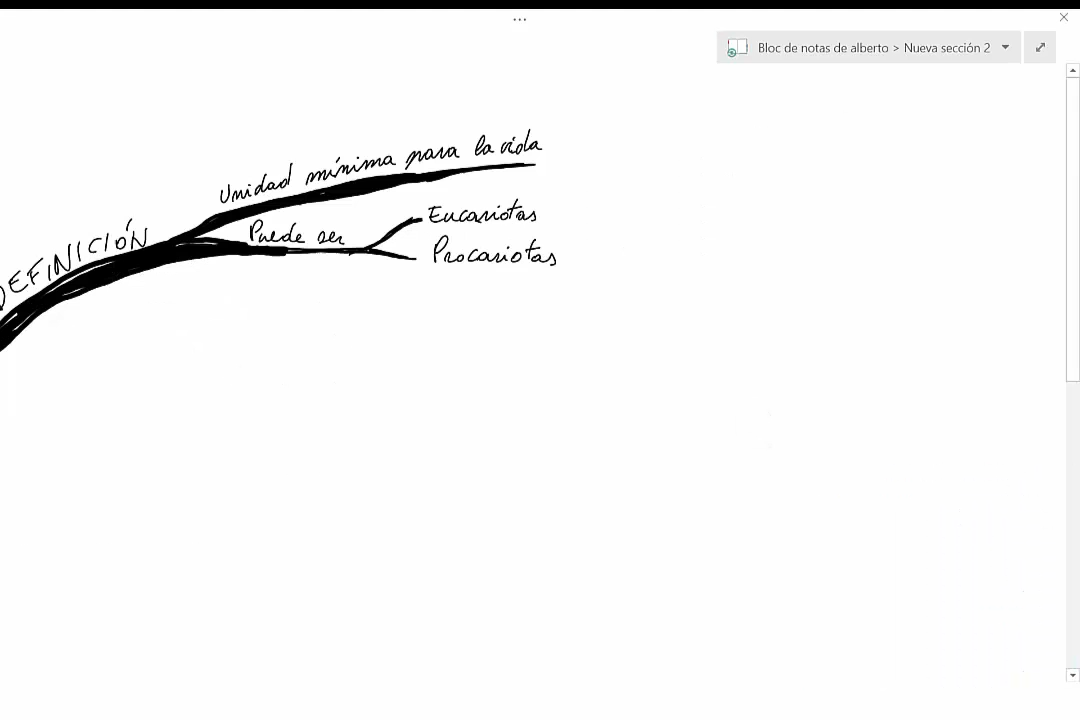 Bloc de notas de alberto > Nueva sección 2
Unidad mínima para la vida
DEFINICIÓN
Puede ser
Eucariotas
Procariotas